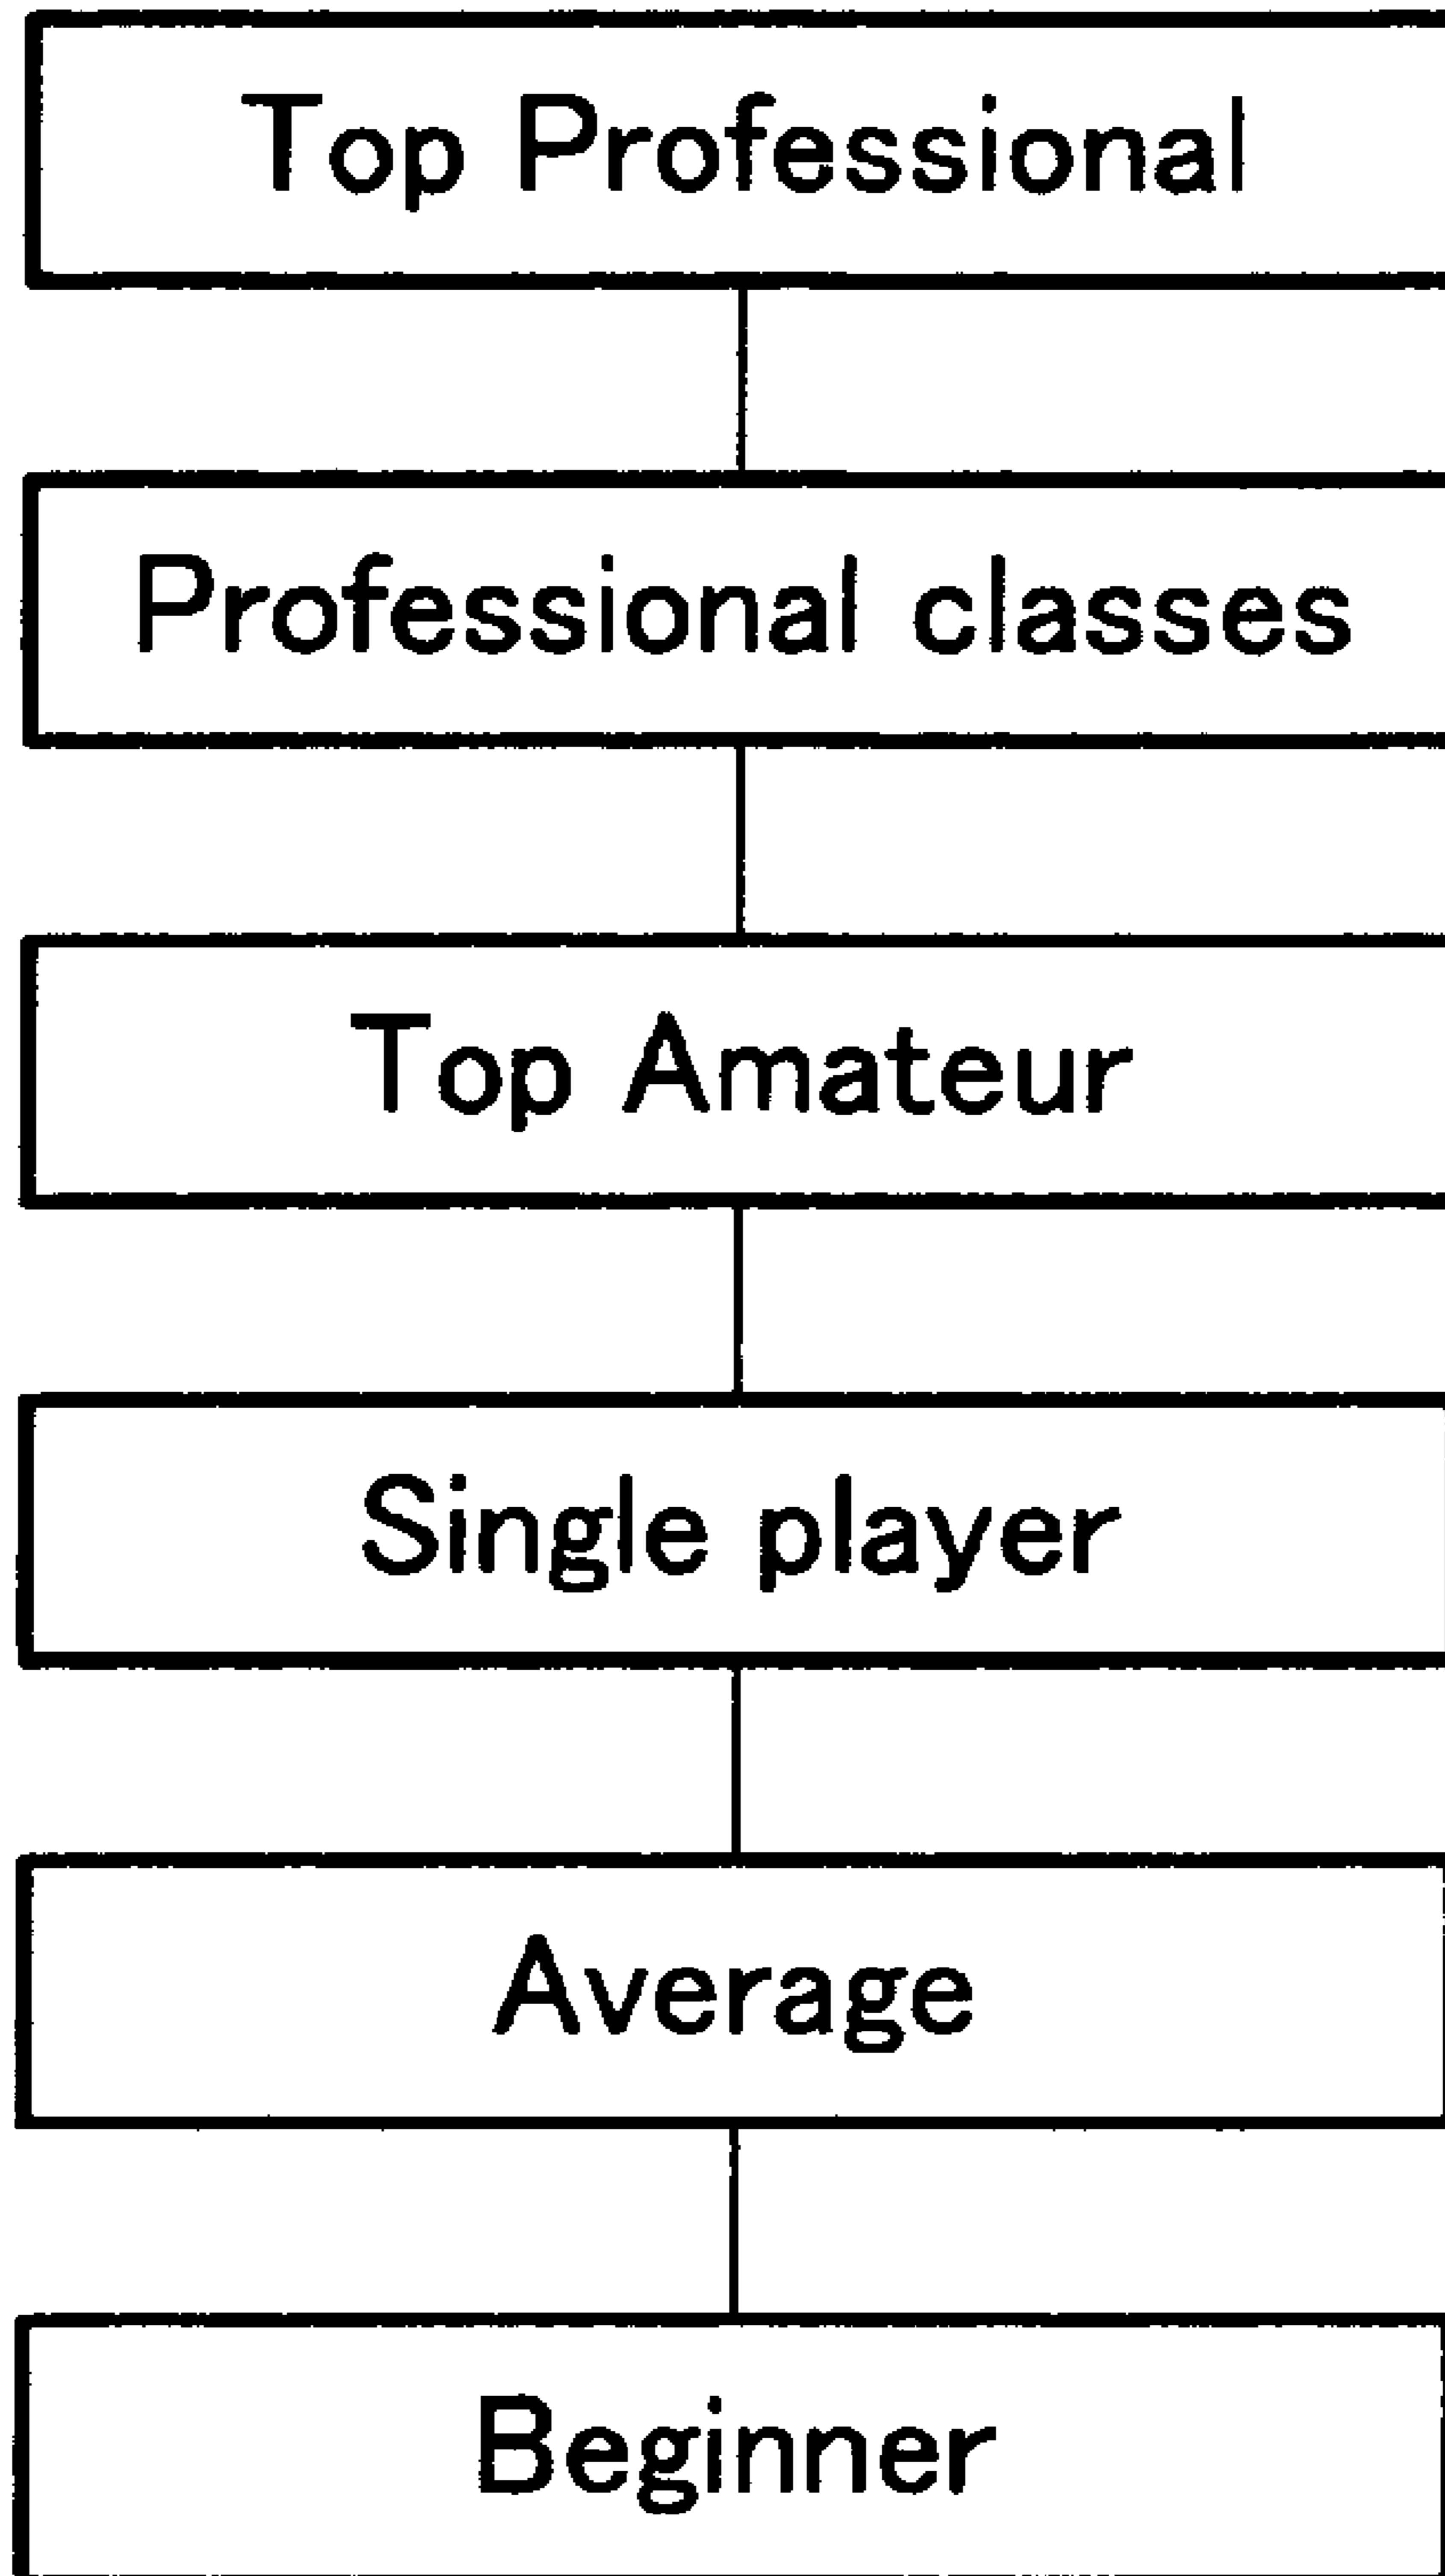 Top Professional
Professional classes
Top Amateur
Single player
Average
Beginner